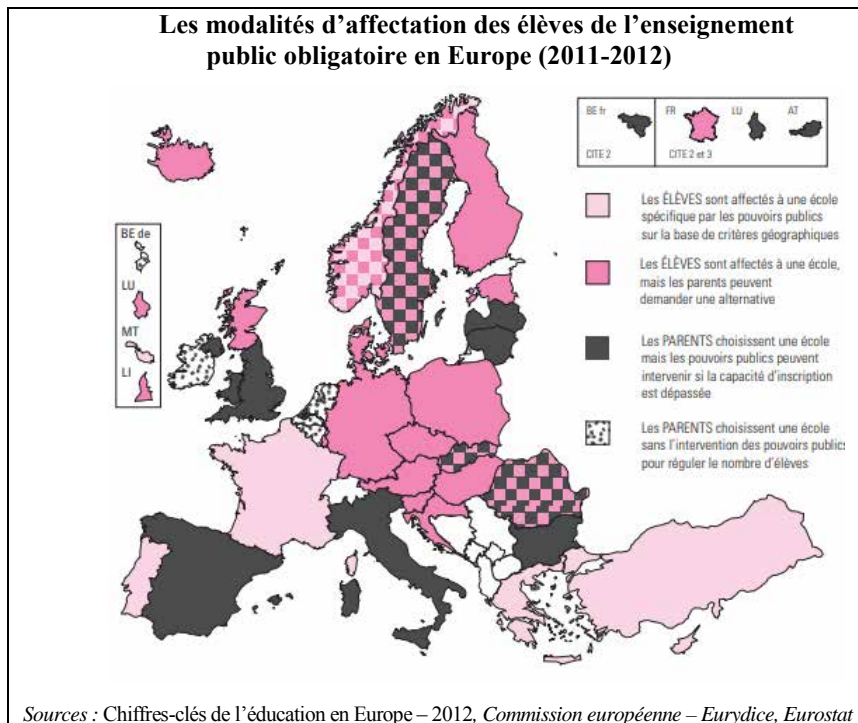 Les modalités d'affectation des élèves de l'enseignement
public obligatoire en Europe (2011-2012)
BE fr
FR
LU
AT
CITE 2
CITE 2 et 3
Les ÉLÈVES sont affectés à une école
spécifique par les pouvoirs publics
sur la base de critères géographiques
Les ÉLÈVES sont affectés à une école,
mais les parents peuvent
demander une alternative
Les PARENTS choisissent une école
mais les pouvoirs publics peuvent
intervenir si la capacité d'inscription
est dépassée
Les PARENTS choisissent une école
sans l'intervention des pouvoirs publics
pour réguler le nombre d'élèves
BE de
LU
MT
LI
Sources : Chiffres-clés de l'éducation en Europe – 2012, Commission européenne – Eurydice, Eurostat